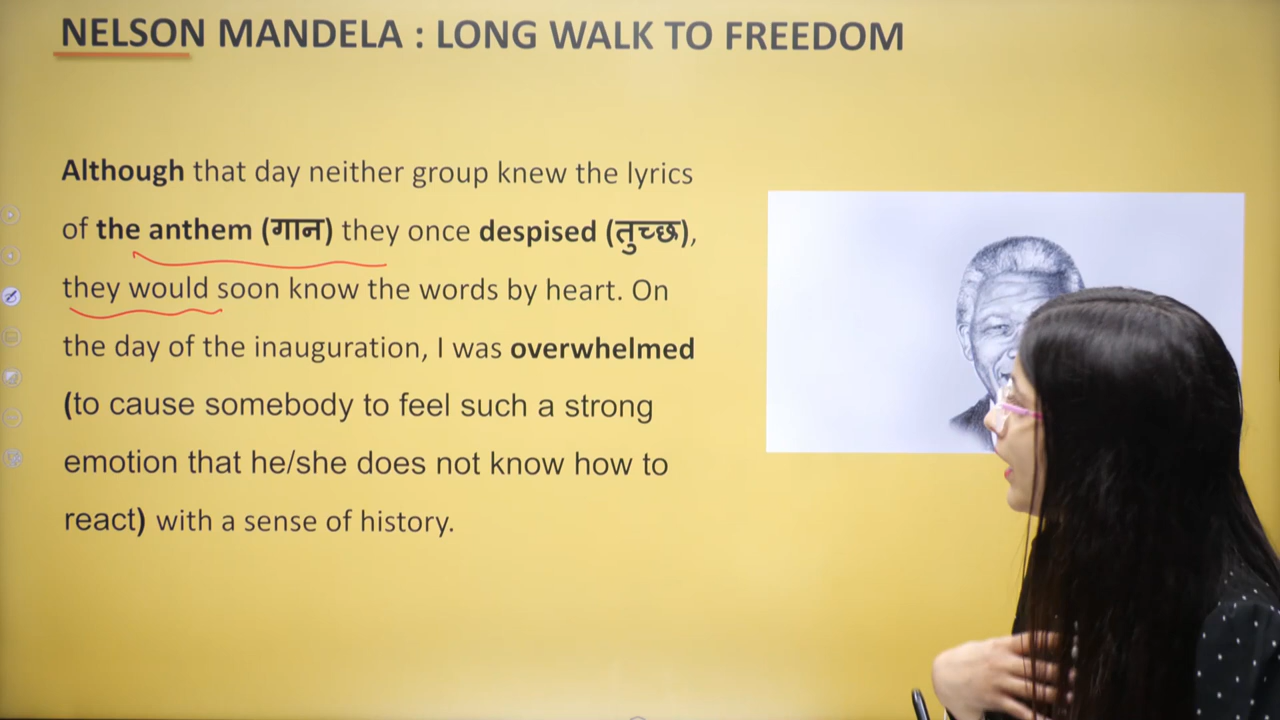 NELSON MANDELA : LONG WALK TO FREEDOM
Although that day neither group knew the lyrics
of the anthem (गान) they once despised (तुच्छ),
they would soon know the words by heart. On
the day of the inauguration, I was overwhelmed
(to cause somebody to feel such a strong
emotion that he/she does not know how to
react) with a sense of history.